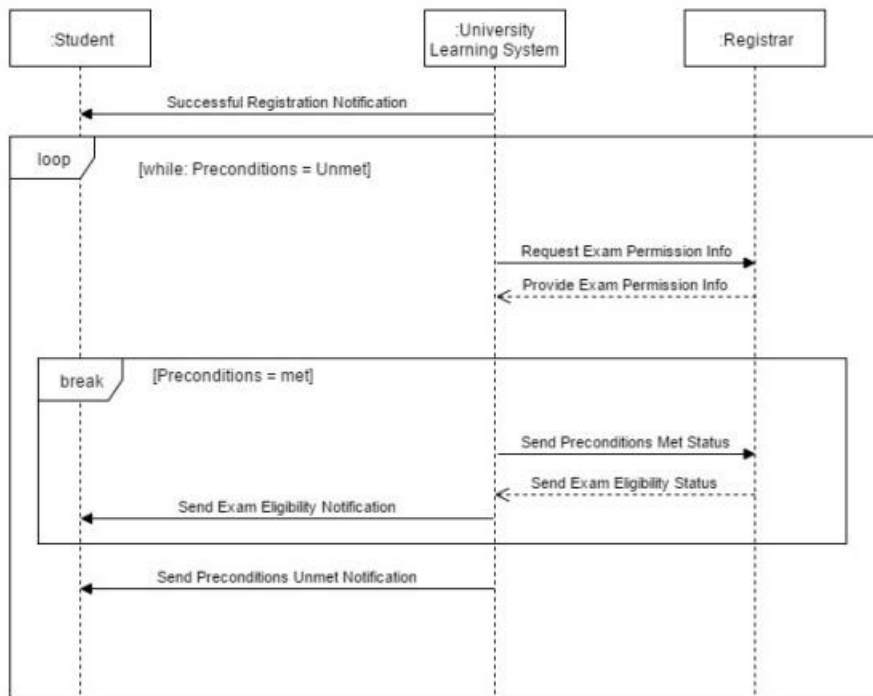 :Student
:University
Learning System
:Registrar
Successful Registration Notification
loop
[while: Preconditions = Unmet]
Request Exam Permission Info
Provide Exam Permission Info
break
[Preconditions = met]
Send Preconditions Met Status
Send Exam Eligibility Status
Send Exam Eligibility Notification
Send Preconditions Unmet Notification